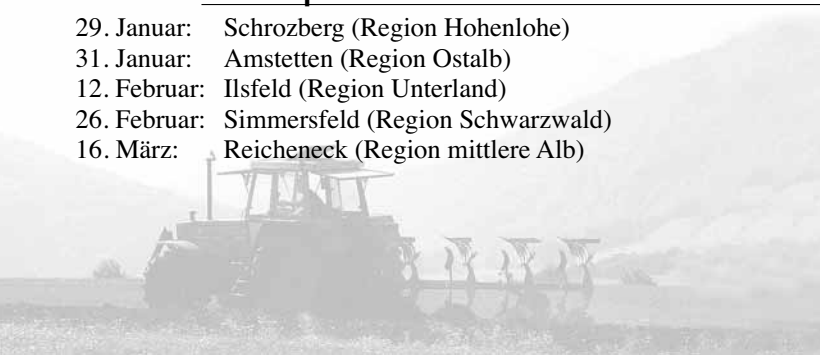 29. Januar: Schrozberg (Region Hohenlohe)
31. Januar: Amstetten (Region Ostalb)
12. Februar: Ilsfeld (Region Unterland)
26. Februar: Simmersfeld (Region Schwarzwald)
16. März: Reicheneck (Region mittlere Alb)